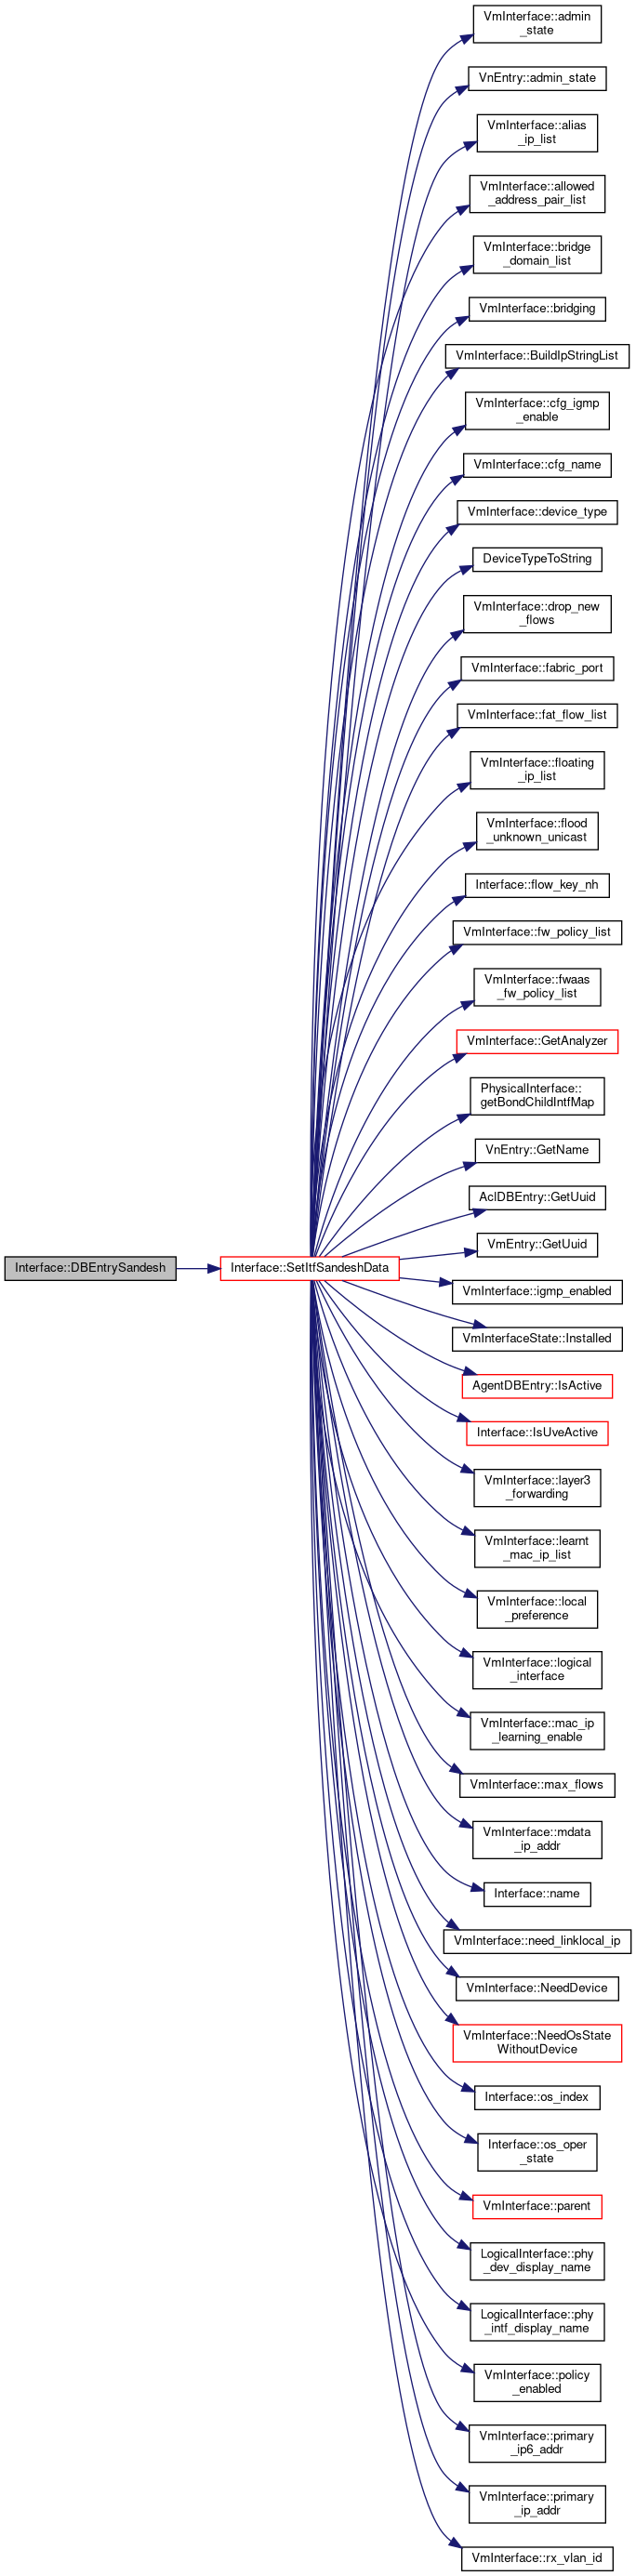 VmInterface::admin
_state
VnEntry::admin_state
VmInterface::alias
_ip_list
VmInterface::allowed
_address_pair_list
VmInterface::bridge
_domain_list
VmInterface::bridging
VmInterface::BuildIpStringList
VmInterface::cfg_igmp
_enable
VmInterface::cfg_name
VmInterface::device_type
DeviceTypeToString
VmInterface::drop_new
_flows
VmInterface::fabric_port
VmInterface::fat_flow_list
VmInterface::floating
_ip_list
VmInterface::flood
_unknown_unicast
Interface::flow_key_nh
VmInterface::fw_policy_list
VmInterface::fwaas
_fw_policy_list
VmInterface::GetAnalyzer
PhysicalInterface::
getBondChildIntfMap
VnEntry::GetName
AclDBEntry::GetUuid
VmEntry::GetUuid
Interface::DBEntrySandesh
Interface::SetItfSandeshData
VmInterface::igmp_enabled
VmInterfaceState::Installed
AgentDBEntry::IsActive
Interface::IsUveActive
VmInterface::layer3
_forwarding
VmInterface::learnt
_mac_ip_list
VmInterface::local
_preference
VmInterface::logical
_interface
VmInterface::mac_ip
_learning_enable
VmInterface::max_flows
VmInterface::mdata
_ip_addr
Interface::name
VmInterface::need_linklocal_ip
VmInterface::NeedDevice
VmInterface::NeedOsState
WithoutDevice
Interface::os_index
Interface::os_oper
_state
VmInterface::parent
LogicalInterface::phy
_dev_display_name
LogicalInterface::phy
_intf_display_name
VmInterface::policy
_enabled
VmInterface::primary
_ip6_addr
VmInterface::primary
_ip_addr
VmInterface::rx_vlan_id